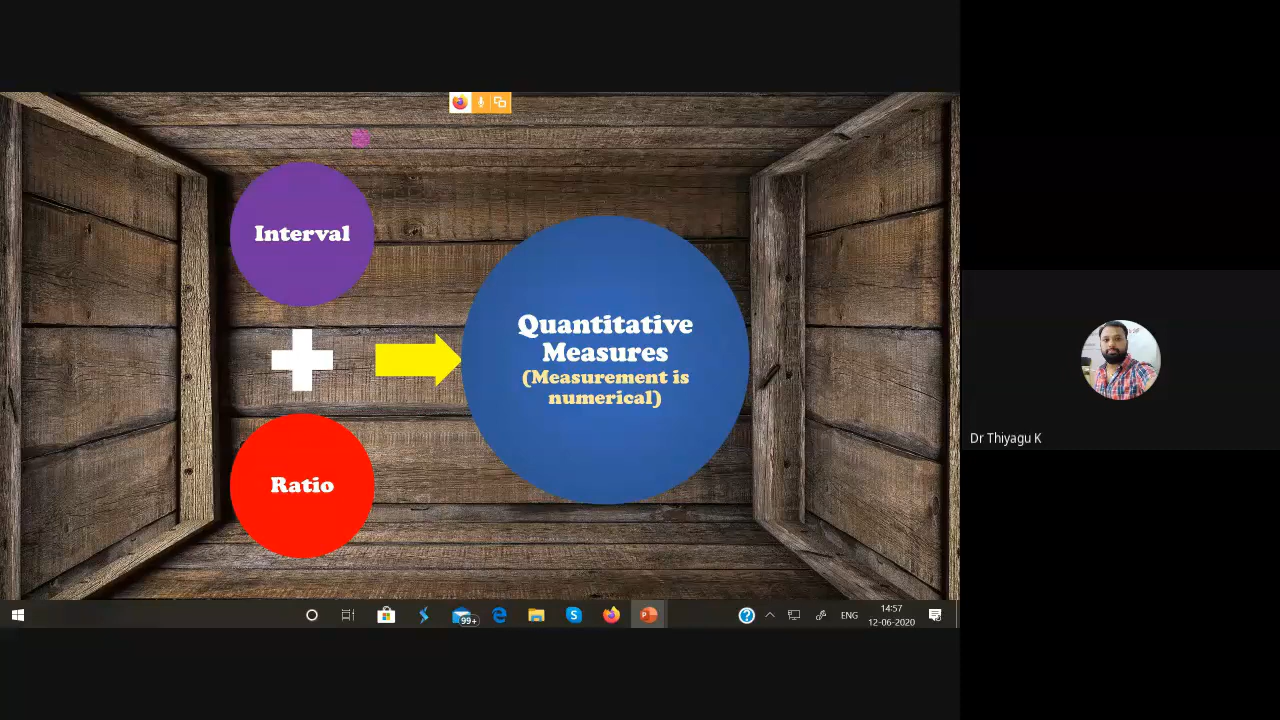 Interval
Ratio
Quantitative
Measures
(Measurement is
numerical)
Dr Thiyagu K
99+
ENG
14:57
12-06-2020